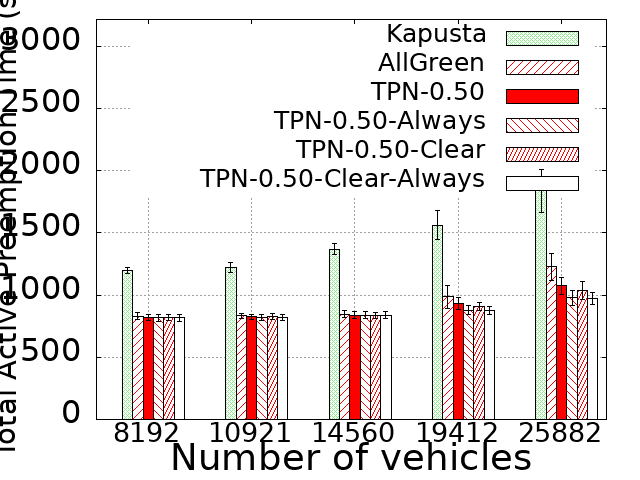 Total Active Preemption Time (s
3000
2500
2000
1500
1000
500
0
Kapusta
AllGreen
TPN-0.50
TPN-0.50-Always
TPN-0.50-Clear
TPN-0.50-Clear-Always
8192 10921 14560 19412 25882
Number of vehicles